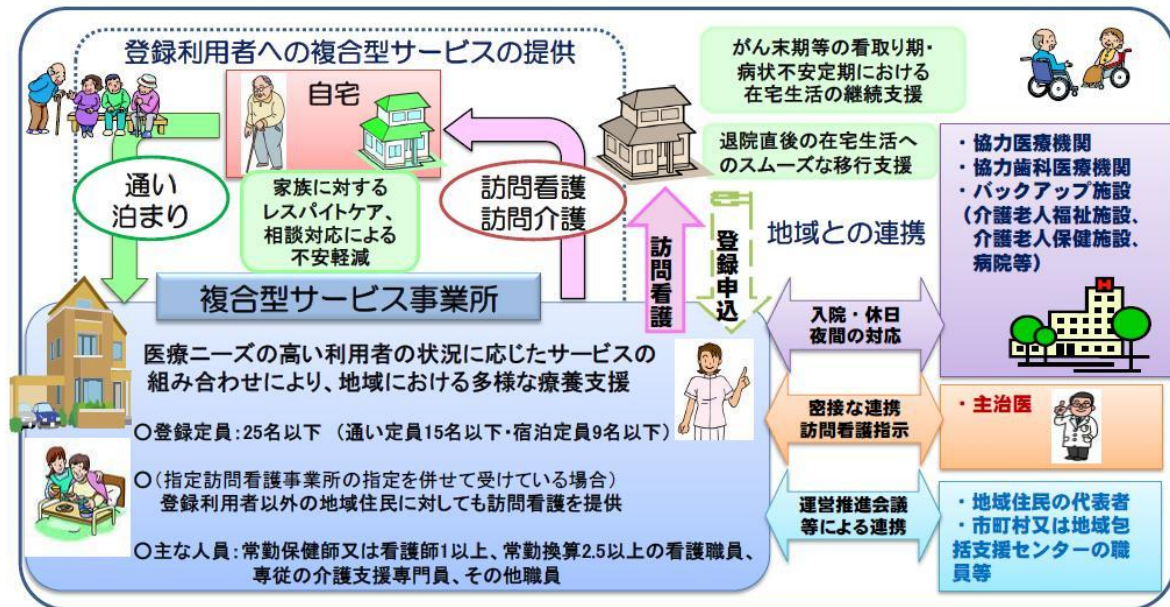 登録利用者への複合型サービスの提供
自宅
通い
泊まり
家族に対する
レスパイトケア、
相談対応による
不安軽減
訪問看護
訪問介護
がん末期等の看取り期・
病状不安定期における
在宅生活の継続支援
退院直後の在宅生活へ
のスムーズな移行支援
訪問看護
登録申込
地域との連携
・協力医療機関
・協力歯科医療機関
・バックアップ施設
（介護老人福祉施設、
介護老人保健施設、
病院等）
複合型サービス事業所
医療ニーズの高い利用者の状況に応じたサービスの
組み合わせにより、地域における多様な療養支援
○登録定員：25名以下　（通い定員15名以下・宿泊定員9名以下）
○（指定訪問看護事業所の指定を併せて受けている場合）
登録利用者以外の地域住民に対しても訪問看護を提供
○主な人員：常勤保健師又は看護師1以上、常勤換算2.5以上の看護職員、
専従の介護支援専門員、その他職員
入院・休日
夜間の対応
密接な連携
訪問看護指示
・主治医
運営推進会議
等による連携
・地域住民の代表者
・市町村又は地域包
括支援センターの職
員等